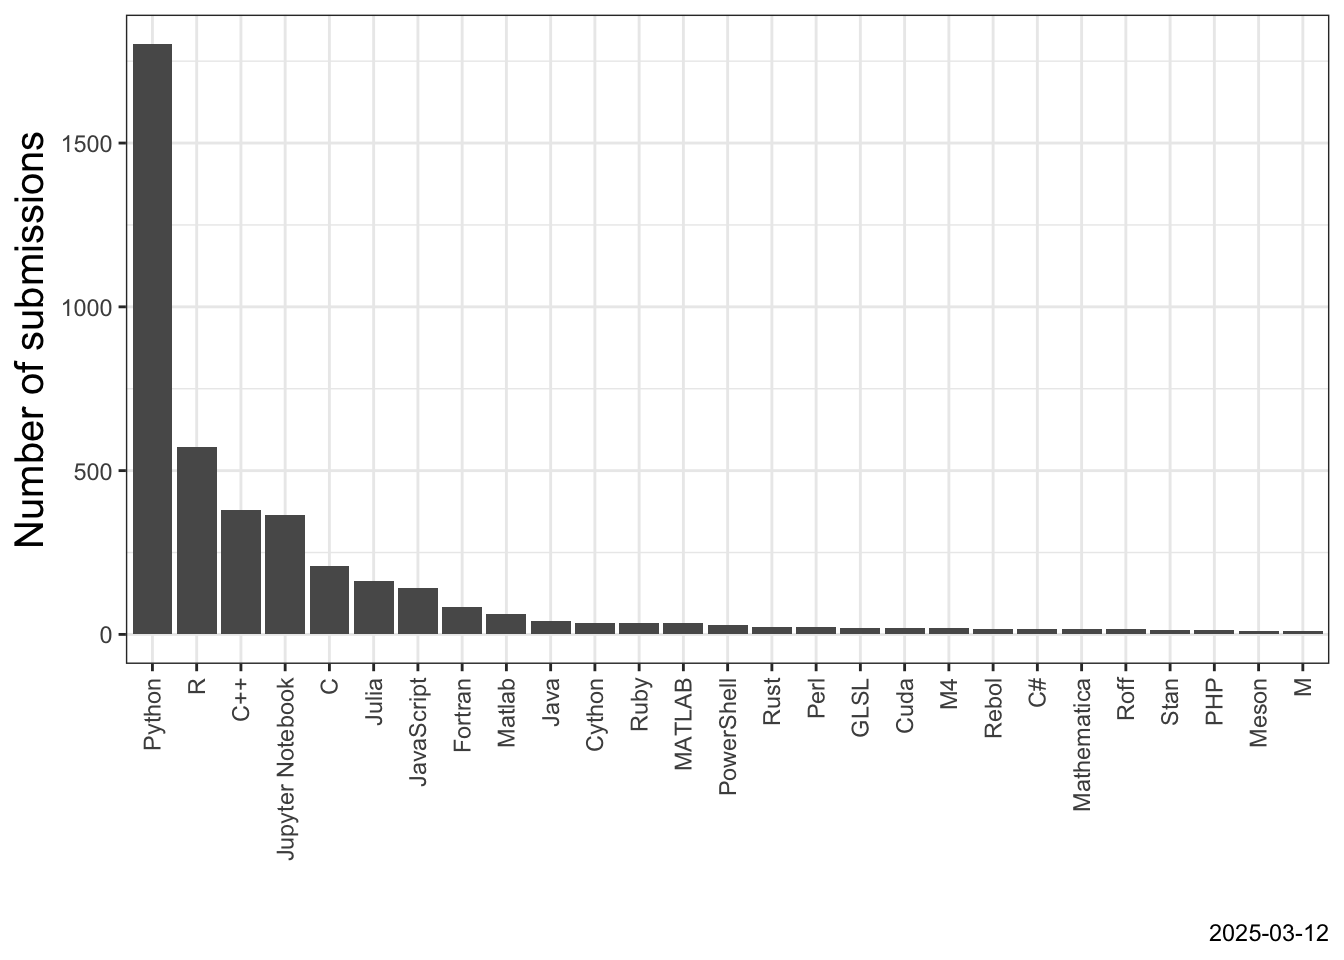 Number of submissions
1500
1000
500
0
Python
R
C++
Jupyter Notebook
C
Julia
JavaScript
Fortran
Matlab
Java
Cython
Ruby
MATLAB
PowerShell
Rust
Perl
GLSL
Cuda
M4
Rebol
C#
Mathematica
Roff
Stan
PHP
Meson
M
2025-03-12